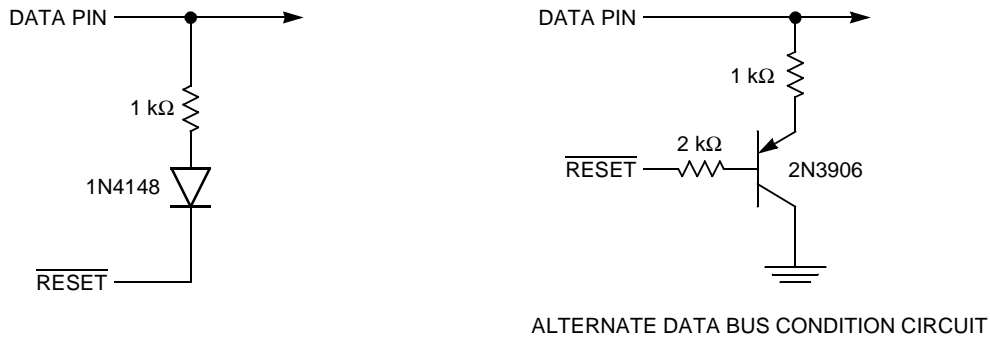 DATA PIN
1 kΩ
1N4148
RESET
DATA PIN
1 kΩ
2 kΩ
RESET
2N3906
ALTERNATE DATA BUS CONDITION CIRCUIT